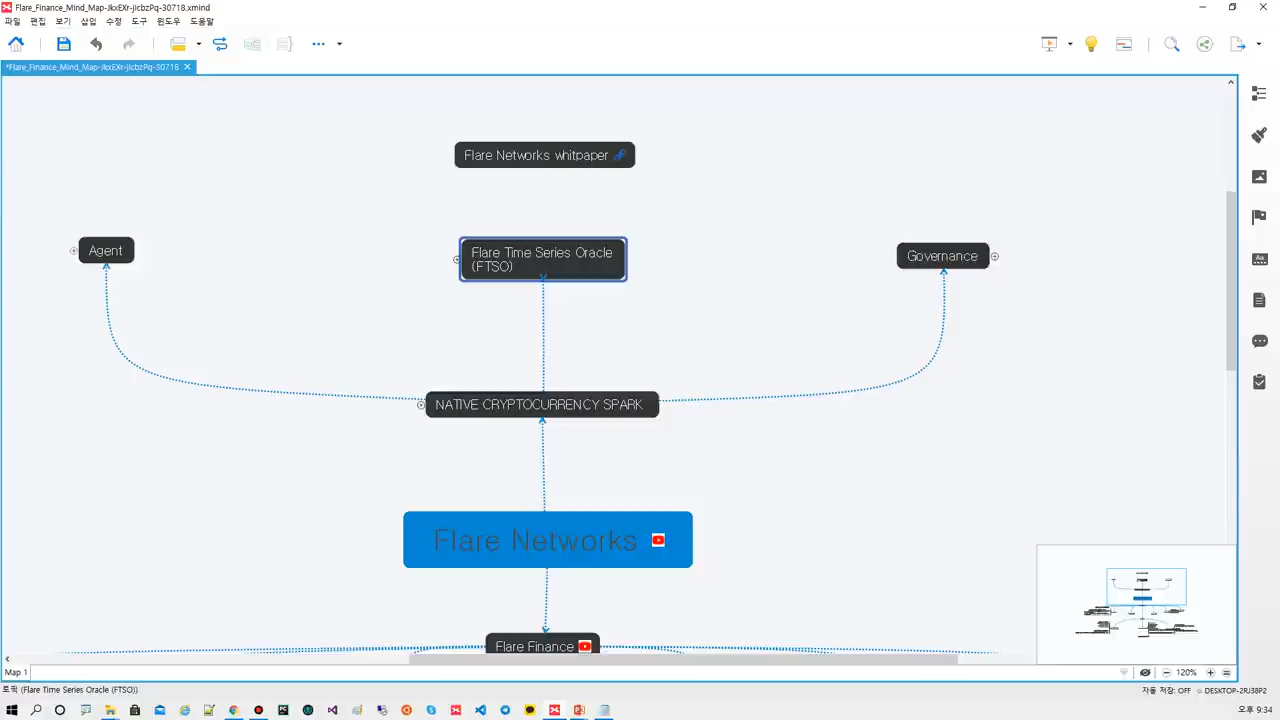 Flare_Finance_Mind_Map-JkxEXr-jIcbzPq-30718.xmind
파일 편집 보기 삽입 수정 도구 윈도우 도움말
*Flare_Finance_Mind_Map-JkxEXr-jIcbzPq-30718
Flare Networks whitpaper
Agent
Flare Time Series Oracle
(FTSO)
Governance
NATIVE CRYPTOCURRENCY SPARK
Flare Networks
Flare Finance
Map 1
120%
토픽 (Flare Time Series Oracle (FTSO))
자동 저장: OFF
DESKTOP-2RJ38P2
오후 9:34